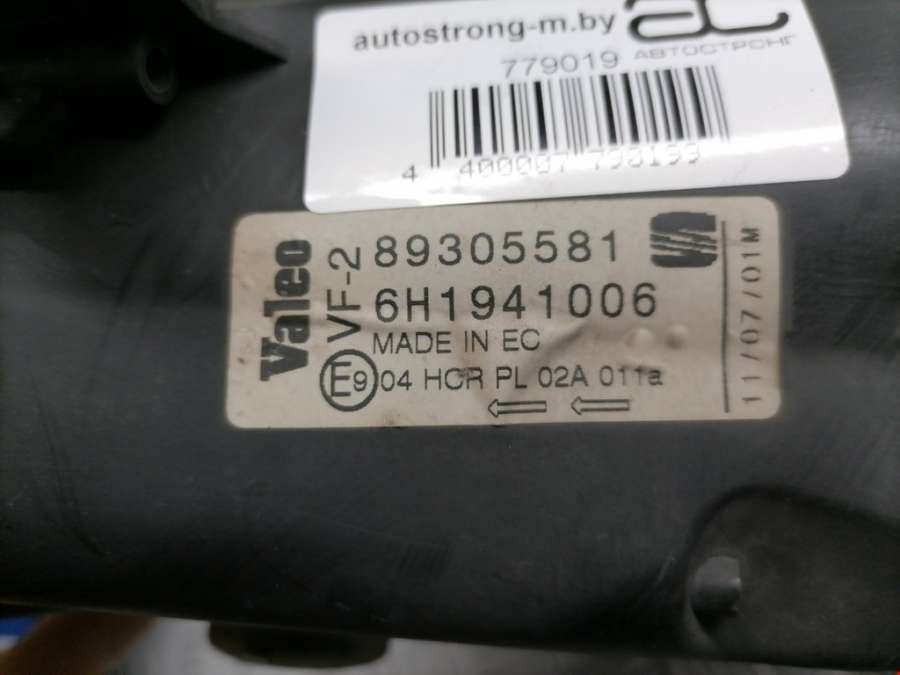 autostrong-m.by
АВТОСТРОНГ
779019
4 400007 790199
Valeo
VF-2
89305581
6H1941006
MADE IN EC
E9 04 HCR PL 02A 011a
11/07/01M